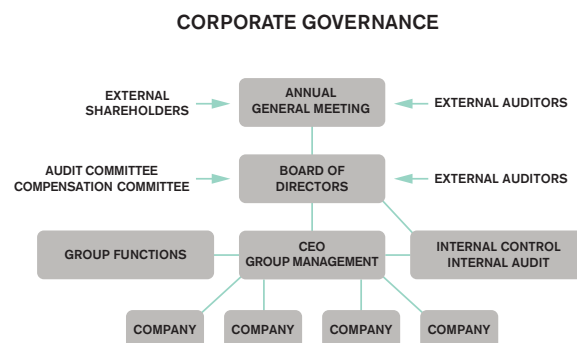 CORPORATE GOVERNANCE
EXTERNAL
SHAREHOLDERS
ANNUAL
GENERAL MEETING
EXTERNAL AUDITORS
AUDIT COMMITTEE
COMPENSATION COMMITTEE
BOARD OF
DIRECTORS
EXTERNAL AUDITORS
GROUP FUNCTIONS
CEO
GROUP MANAGEMENT
INTERNAL CONTROL
INTERNAL AUDIT
COMPANY
COMPANY
COMPANY
COMPANY